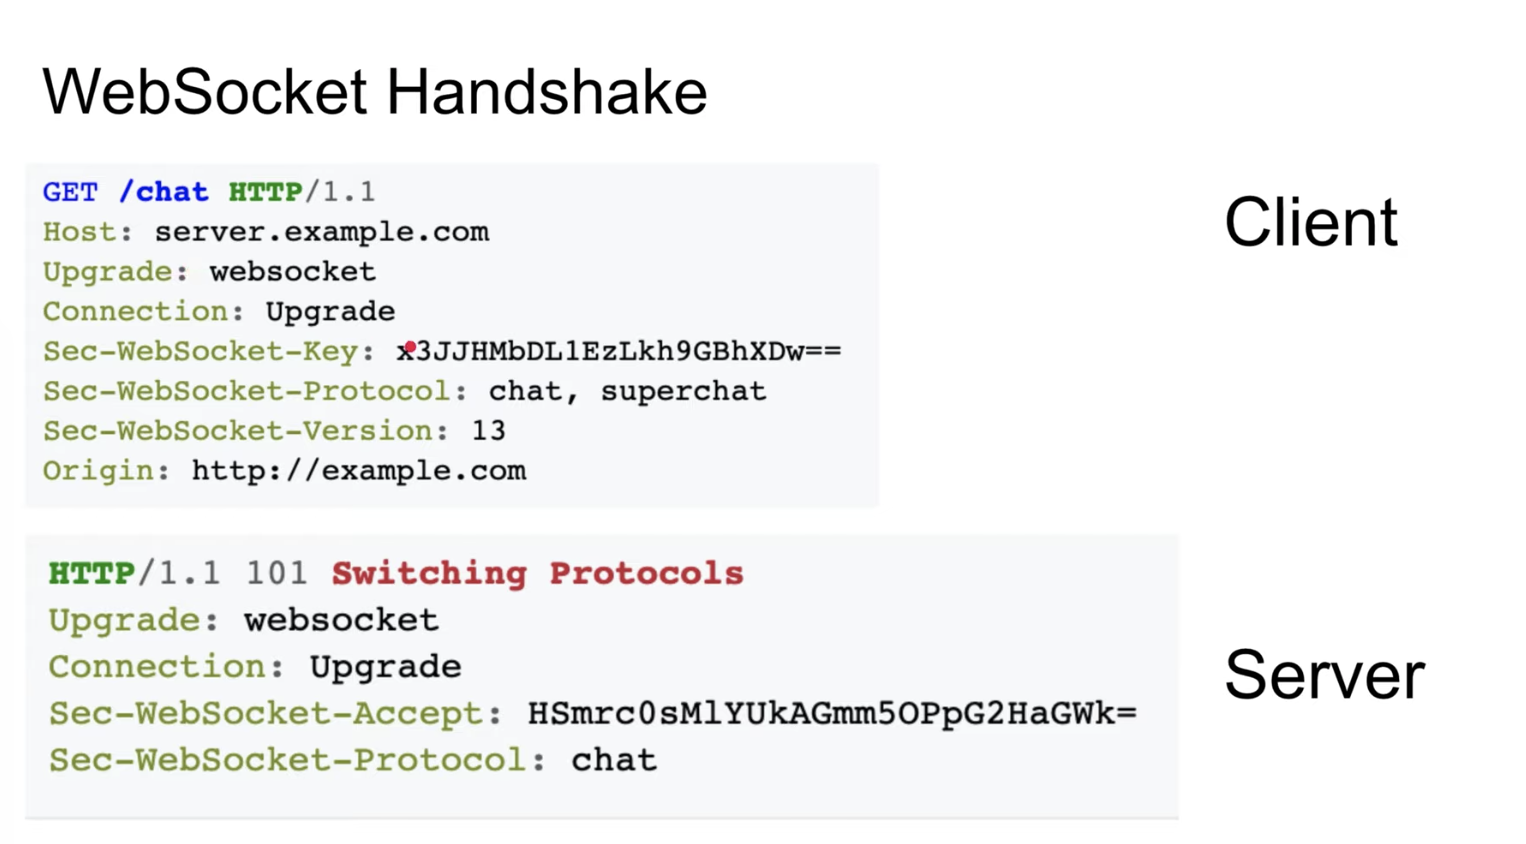 WebSocket Handshake
GET /chat HTTP/1.1
Host: server.example.com
Upgrade: websocket
Connection: Upgrade
Sec-WebSocket-Key: x3JJHMbDL1EzLkh9GBhXDw==
Sec-WebSocket-Protocol: chat, superchat
Sec-WebSocket-Version: 13
Origin: http://example.com
Client
HTTP/1.1 101 Switching Protocols
Upgrade: websocket
Connection: Upgrade
Sec-WebSocket-Accept: HSmrc0sMlYUkAGmm5OPpG2HaGWk=
Sec-WebSocket-Protocol: chat
Server